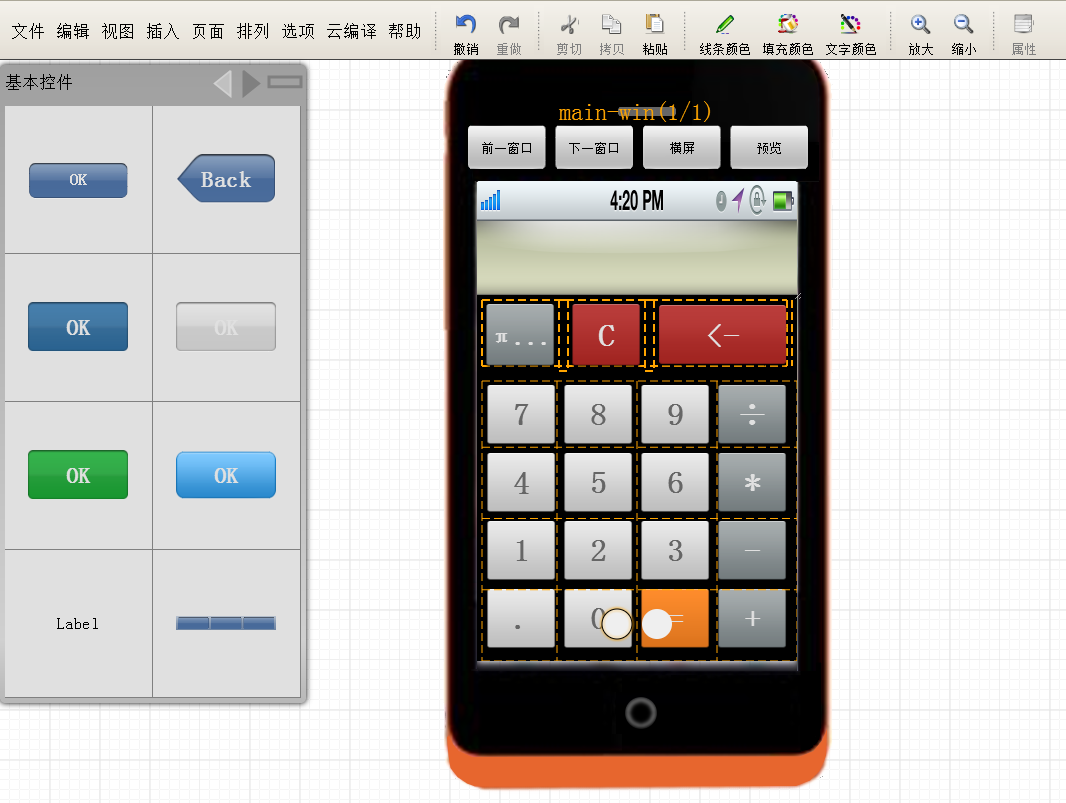 文件 编辑 视图 插入 页面 排列 选项 云编译 帮助
撤销 重做 剪切 拷贝 粘贴 线条颜色 填充颜色 文字颜色 放大 缩小 属性
基本控件
OK Back
OK OK
OK OK
Label
main-win(1/1)
前一窗口 下一窗口 横屏 预览
4:20 PM
π... C <-
7 8 9 ÷
4 5 6 *
1 2 3 -
. 0 = +